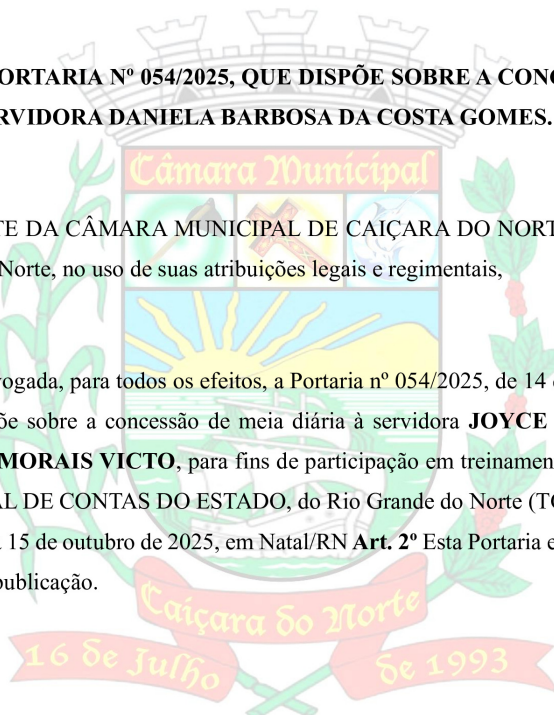 ORTARIA Nº 054/2025, QUE DISPÕE SOBRE A CONC
RVIDORA DANIELA BARBOSA DA COSTA GOMES.
Câmara Municipal
TE DA CÂMARA MUNICIPAL DE CAIÇARA DO NORT
Norte, no uso de suas atribuições legais e regimentais,
vogada, para todos os efeitos, a Portaria nº 054/2025, de 14
õe sobre a concessão de meia diária à servidora JOYCE
MORAIS VICTO, para fins de participação em treinamen
AL DE CONTAS DO ESTADO, do Rio Grande do Norte (TC
15 de outubro de 2025, em Natal/RN Art. 2º Esta Portaria e
publicação.
Caiçara do Norte
16 de Julho de 1993